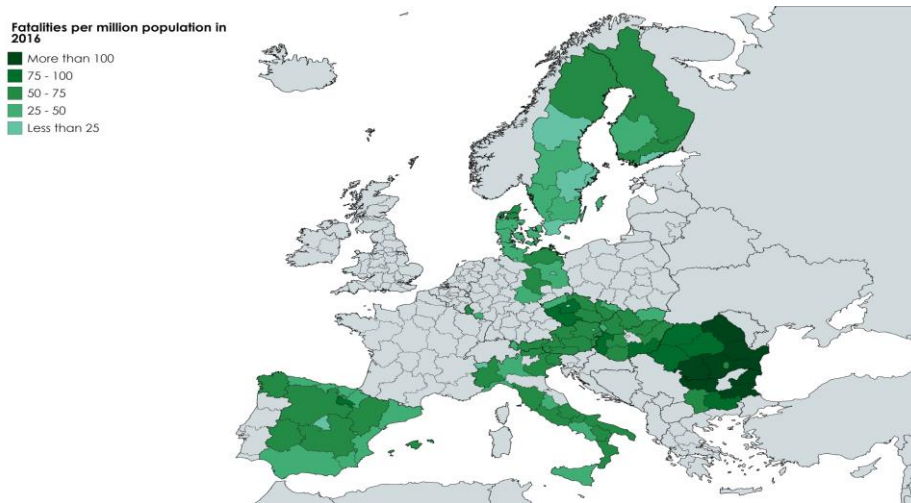 Fatalities per million population in
2016
More than 100
75 - 100
50 - 75
25 - 50
Less than 25